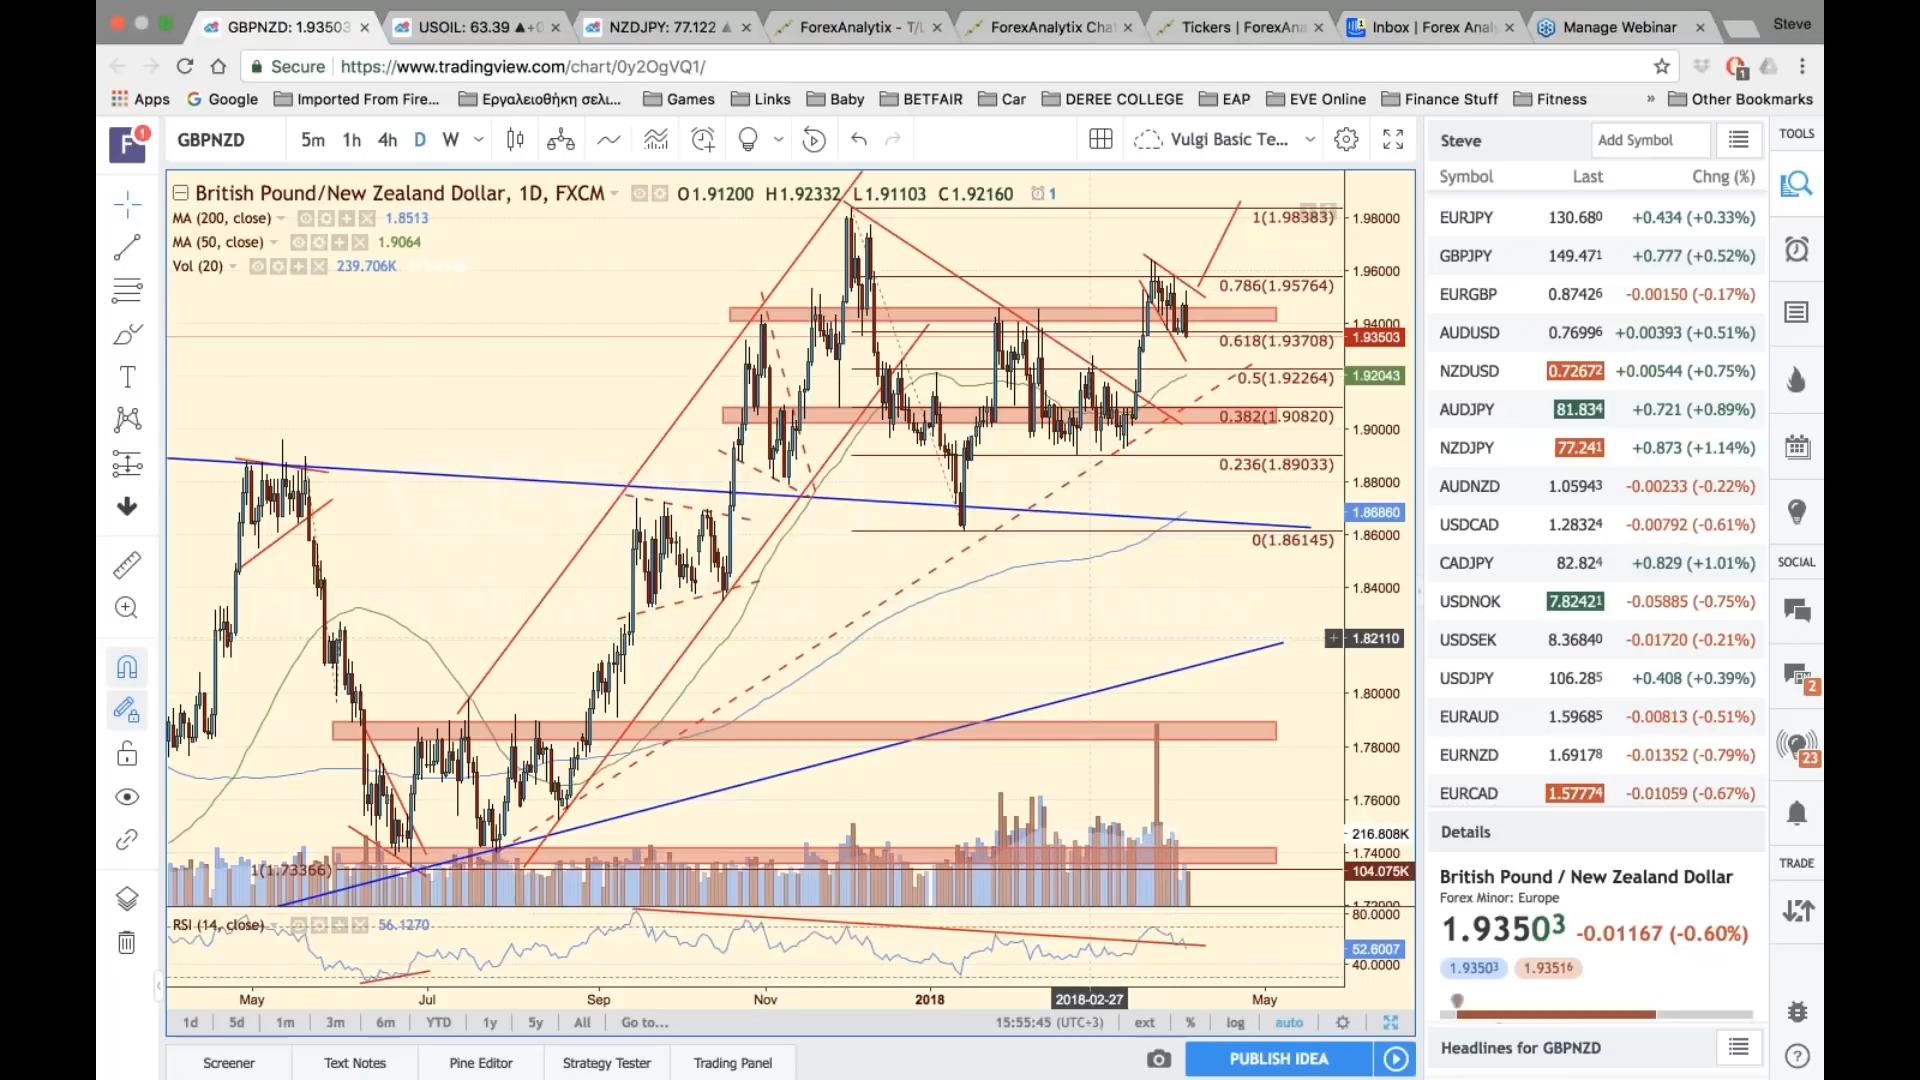 GBPNZD: 1.93503
USOIL: 63.39 ▲+0
NZDJPY: 77.122 ▲
ForexAnalytix - T/L
ForexAnalytix Cha
Tickers | ForexAna
Inbox | Forex Analy
Manage Webinar
Steve
Secure
https://www.tradingview.com/chart/0y2OgVQ1/
Apps
Google
Imported From Fire...
Εργαλειοθήκη σελι...
Games
Links
Baby
BETFAIR
Car
DEREE COLLEGE
EAP
EVE Online
Finance Stuff
Fitness
»
Other Bookmarks
F 1
GBPNZD
5m 1h 4h D W
Vulgi Basic Te...
British Pound/New Zealand Dollar, 1D, FXCM
O1.91200 H1.92332 L1.91103 C1.92160
1
MA (200, close) 1.8513
MA (50, close) 1.9064
Vol (20) 239.706K
1(1.98383)
0.786(1.95764)
0.618(1.93708)
0.5(1.92264)
0.382(1.90820)
0.236(1.89033)
0(1.86145)
1(1.73366)
1.98000
1.96000
1.94000
1.93503
1.92043
1.90000
1.88000
1.86860
1.86000
1.84000
1.82110
1.80000
1.78000
1.76000
216.808K
1.74000
104.075K
1.72000
RSI (14, close) 56.1270
80.0000
52.6007
40.0000
May Jul Sep Nov 2018 2018-02-27 May
1d 5d 1m 3m 6m YTD 1y 5y All Go to...
15:55:45 (UTC+3) ext % log auto
Screener
Text Notes
Pine Editor
Strategy Tester
Trading Panel
PUBLISH IDEA
Steve
Add Symbol
Symbol Last Chng (%)
EURJPY 130.680 +0.434 (+0.33%)
GBPJPY 149.471 +0.777 (+0.52%)
EURGBP 0.87426 -0.00150 (-0.17%)
AUDUSD 0.76996 +0.00393 (+0.51%)
NZDUSD 0.72672 +0.00544 (+0.75%)
AUDJPY 81.834 +0.721 (+0.89%)
NZDJPY 77.241 +0.873 (+1.14%)
AUDNZD 1.05943 -0.00233 (-0.22%)
USDCAD 1.28324 -0.00792 (-0.61%)
CADJPY 82.824 +0.829 (+1.01%)
USDNOK 7.82421 -0.05885 (-0.75%)
USDSEK 8.36840 -0.01720 (-0.21%)
USDJPY 106.285 +0.408 (+0.39%)
EURAUD 1.59685 -0.00813 (-0.51%)
EURNZD 1.69178 -0.01352 (-0.79%)
EURCAD 1.57774 -0.01059 (-0.67%)
Details
British Pound / New Zealand Dollar
Forex Minor: Europe
1.93503 -0.01167 (-0.60%)
1.93503 1.93516
Headlines for GBPNZD
TOOLS
SOCIAL
2
23
TRADE